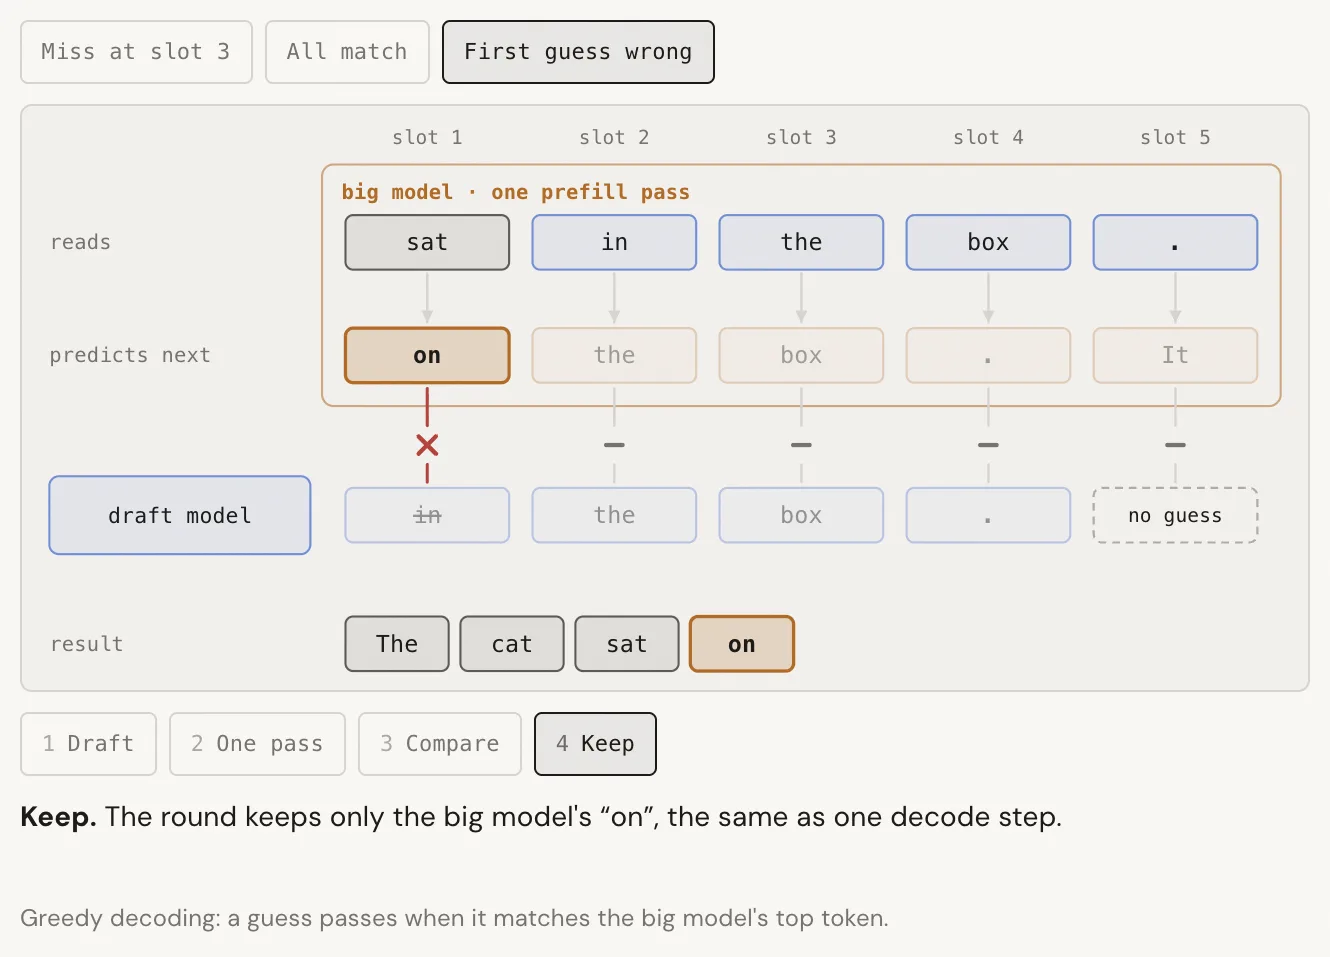 Miss at slot 3 All match First guess wrong
slot 1 slot 2 slot 3 slot 4 slot 5
big model · one prefill pass
reads sat in the box .
predicts next on the box . It
draft model in the box . no guess
result The cat sat on
1 Draft 2 One pass 3 Compare 4 Keep
Keep. The round keeps only the big model's “on”, the same as one decode step.
Greedy decoding: a guess passes when it matches the big model's top token.